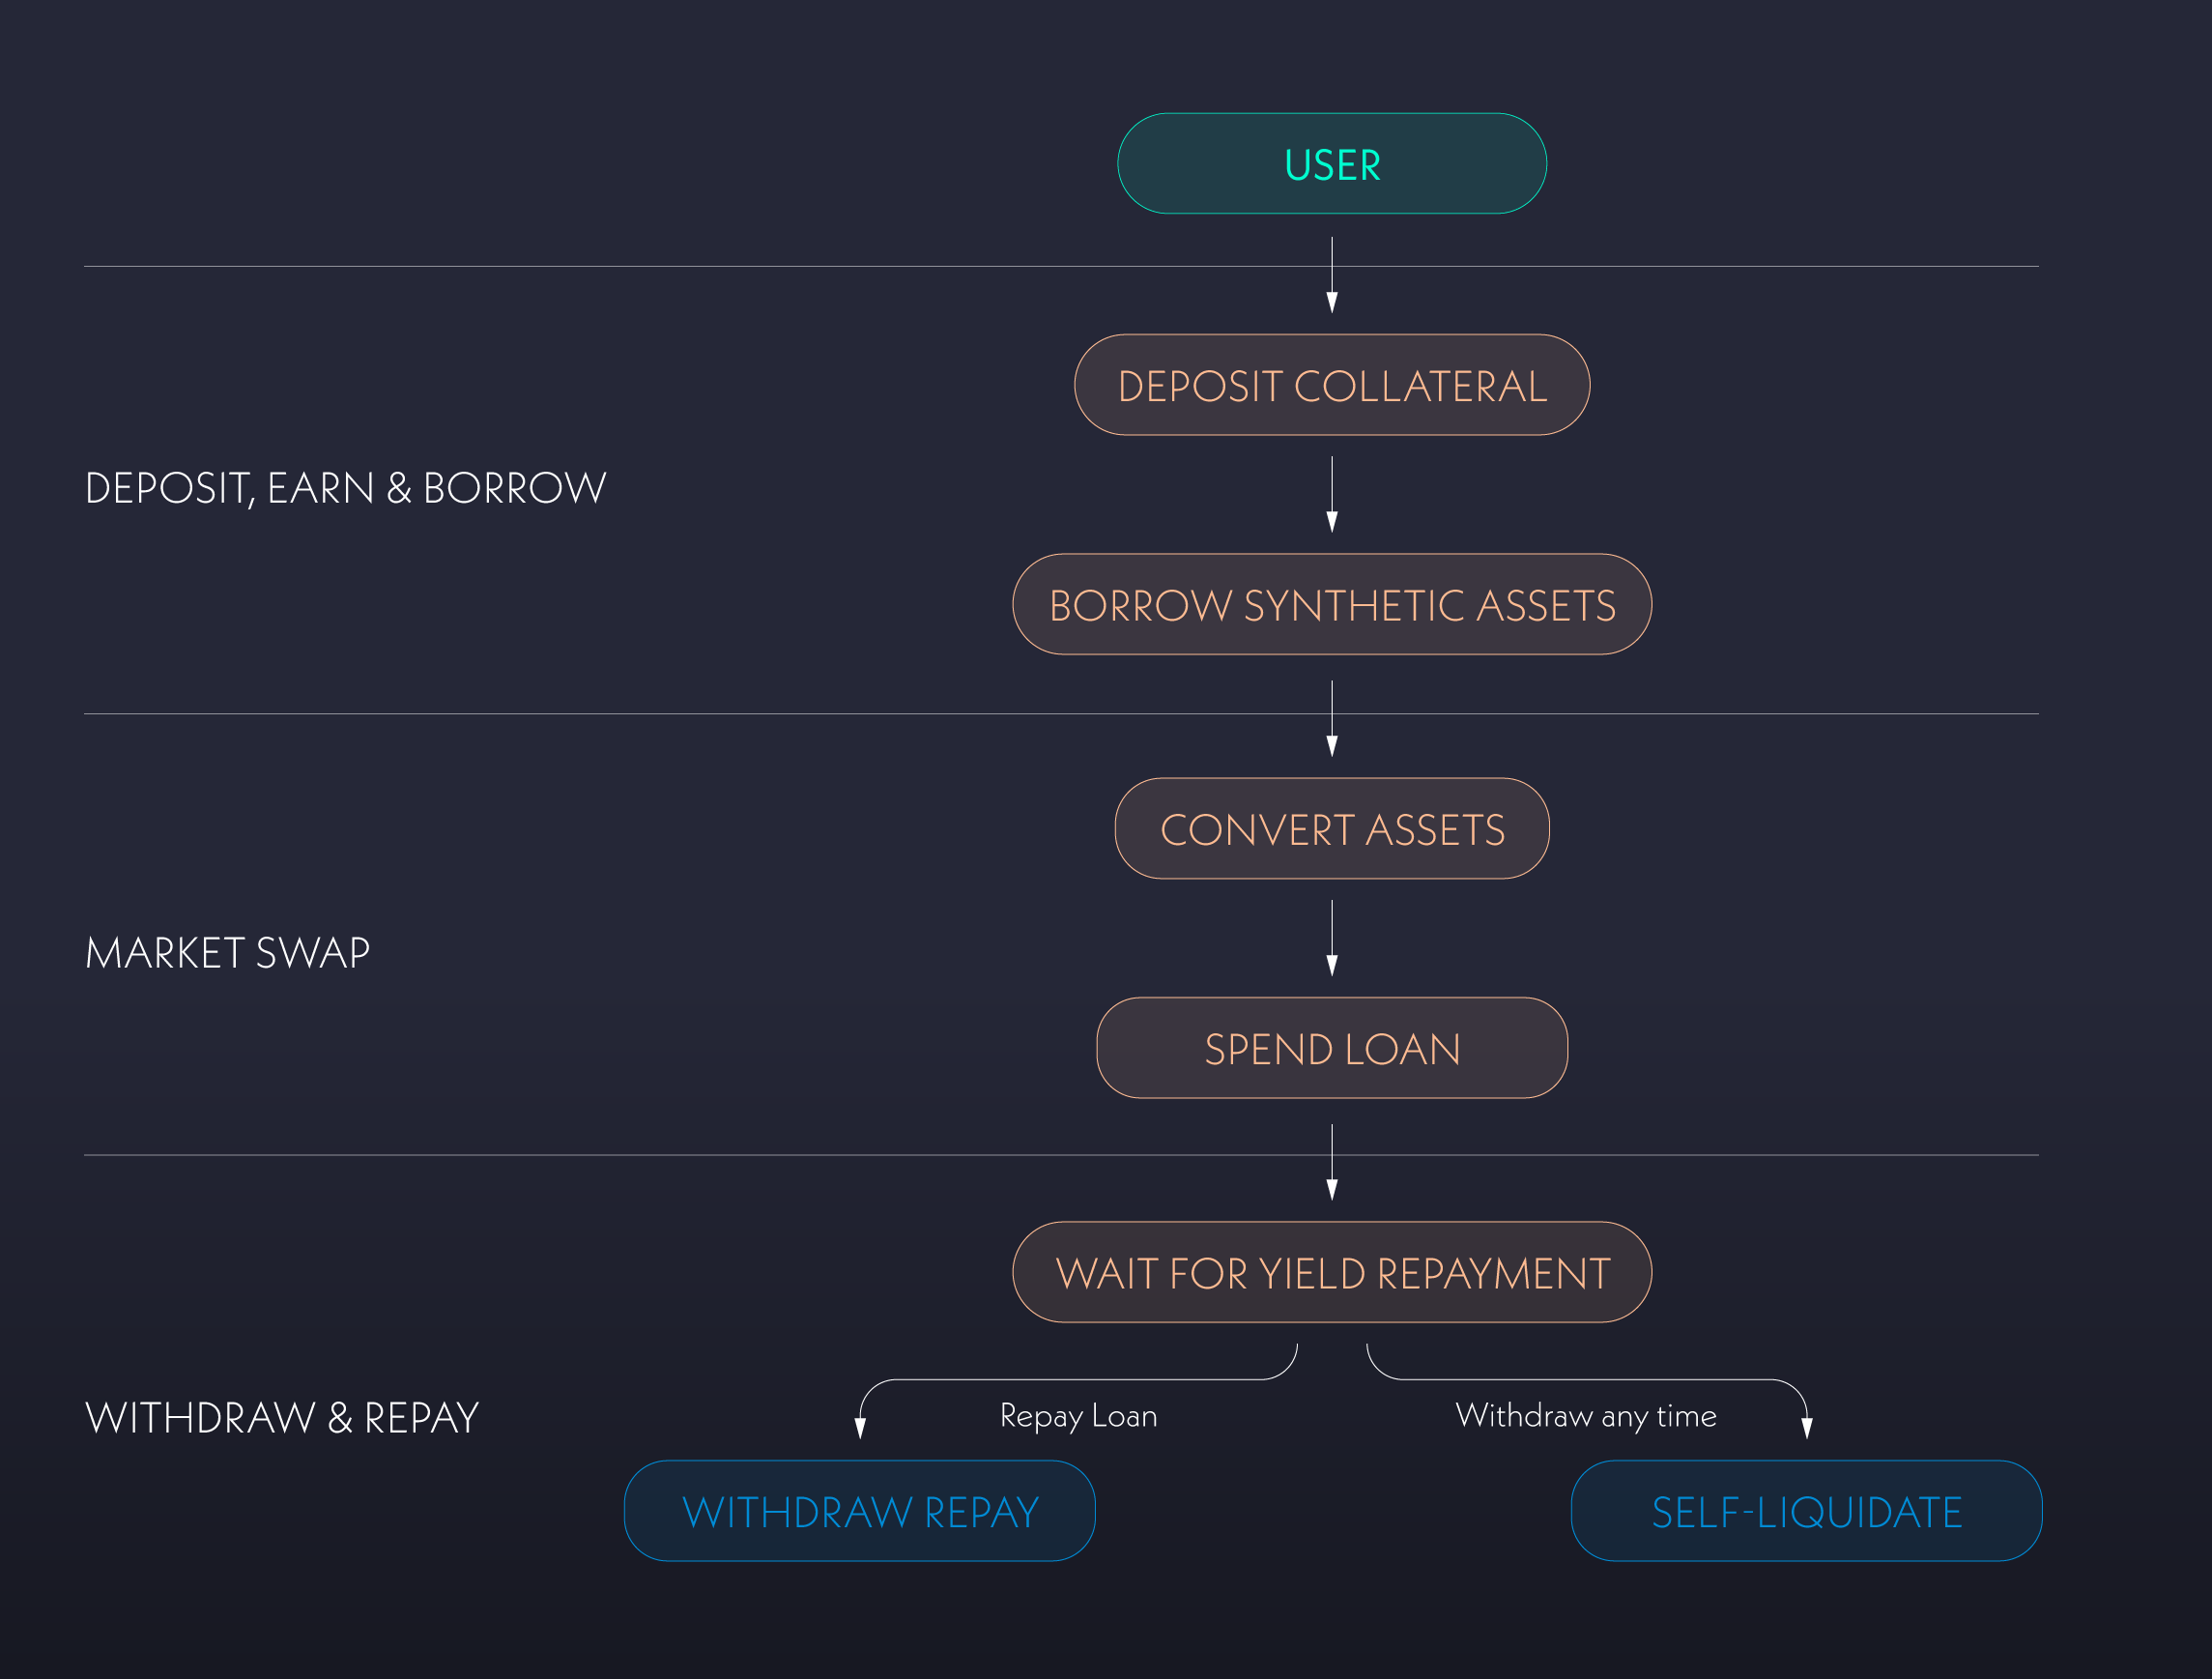 USER
DEPOSIT COLLATERAL
DEPOSIT, EARN & BORROW
BORROW SYNTHETIC ASSETS
CONVERT ASSETS
MARKET SWAP
SPEND LOAN
WAIT FOR YIELD REPAYMENT
WITHDRAW & REPAY
Repay Loan
Withdraw any time
WITHDRAW REPAY
SELF-LIQUIDATE